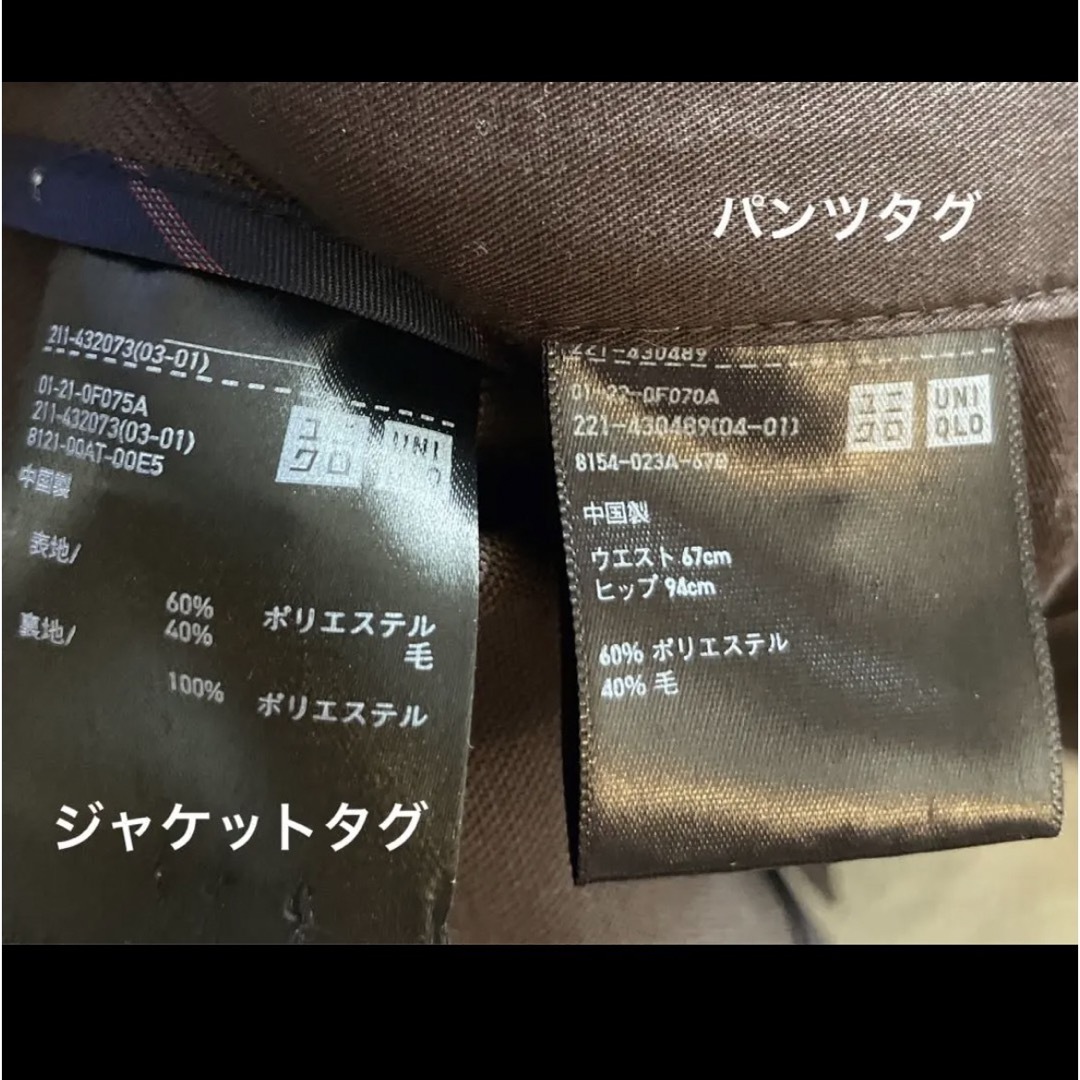 パンツタグ
211-432073(03-01)
01-21-0F075A
211-432073(03-01)
8121-00AT-00E5
ユニ
クロ
UNI
QLO
中国製
表地/
60% ポリエステル
40% 毛
裏地/
100% ポリエステル
ジャケットタグ
221-430489
01-22-0F070A
221-430489(04-01)
ユニ
クロ
UNI
QLO
中国製
ウエスト 67cm
ヒップ 94cm
60% ポリエステル
40% 毛